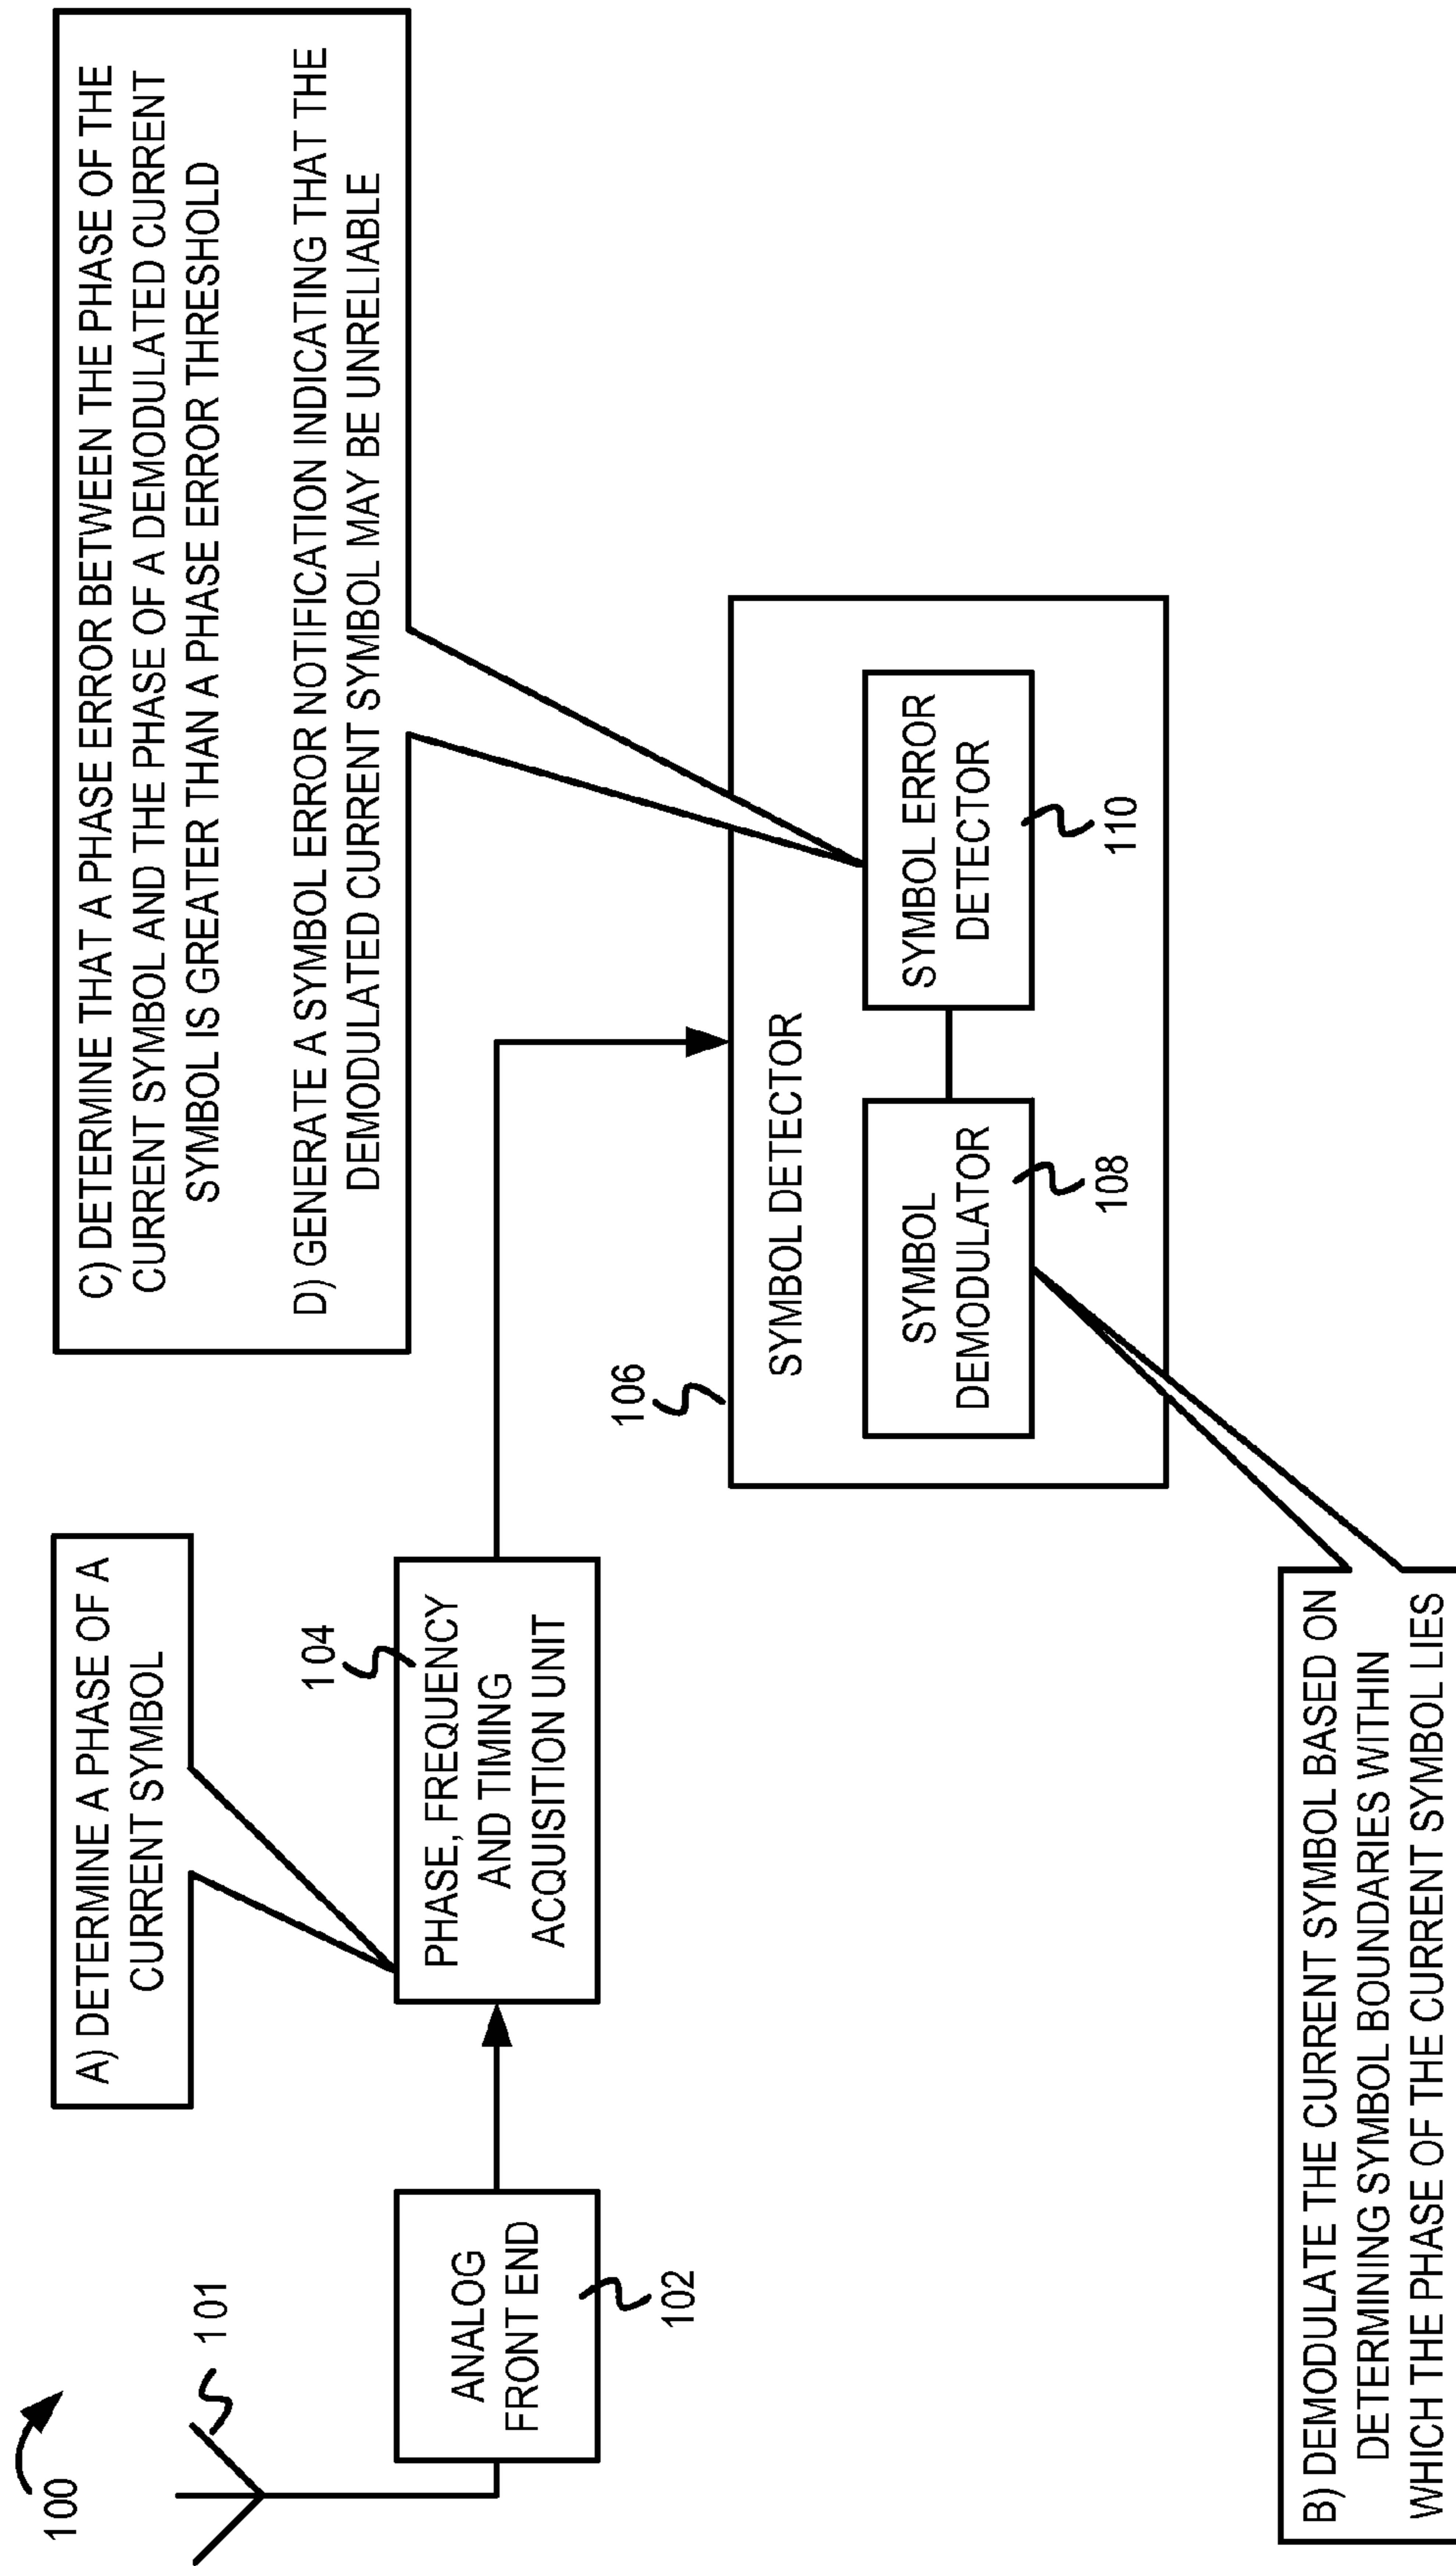 100
101
A) DETERMINE A PHASE OF A
CURRENT SYMBOL
C) DETERMINE THAT A PHASE ERROR BETWEEN THE PHASE OF THE
CURRENT SYMBOL AND THE PHASE OF A DEMODULATED CURRENT
SYMBOL IS GREATER THAN A PHASE ERROR THRESHOLD
D) GENERATE A SYMBOL ERROR NOTIFICATION INDICATING THAT THE
DEMODULATED CURRENT SYMBOL MAY BE UNRELIABLE
ANALOG
FRONT END
102
104
PHASE, FREQUENCY
AND TIMING
ACQUISITION UNIT
106
SYMBOL DETECTOR
SYMBOL
DEMODULATOR
108
SYMBOL ERROR
DETECTOR
110
B) DEMODULATE THE CURRENT SYMBOL BASED ON
DETERMINING SYMBOL BOUNDARIES WITHIN
WHICH THE PHASE OF THE CURRENT SYMBOL LIES